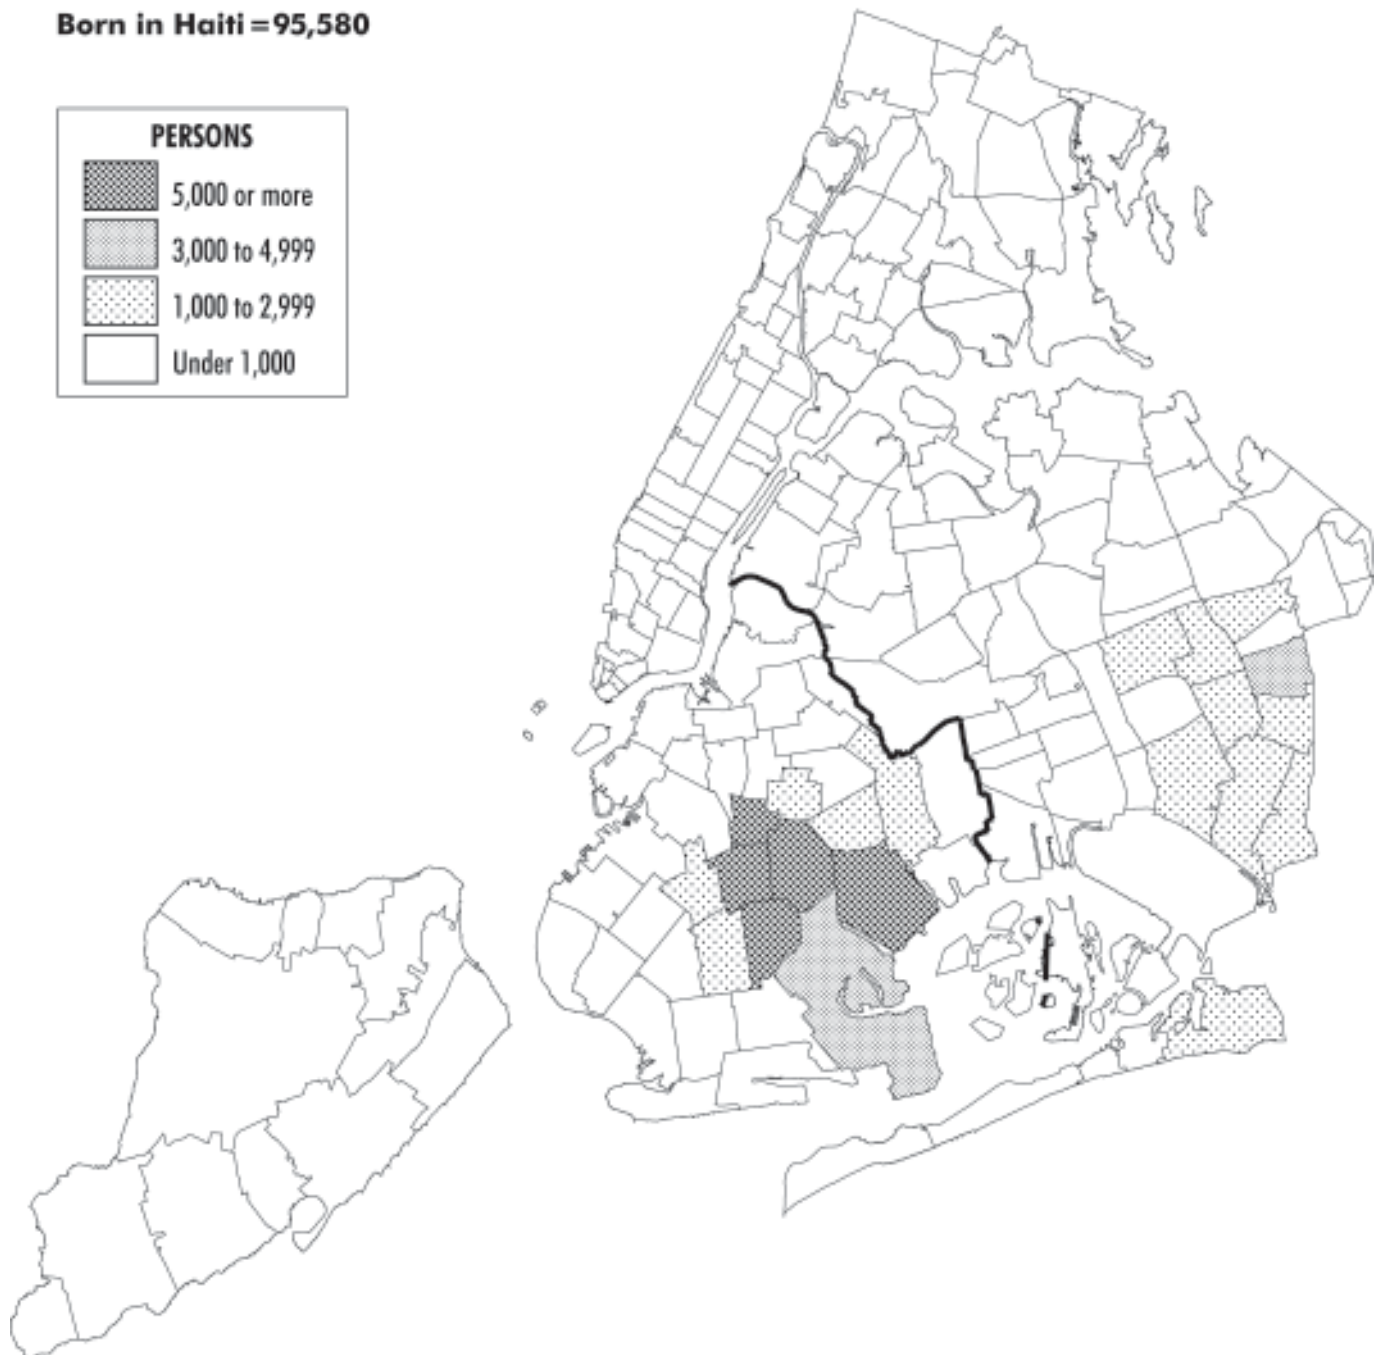 Born in Haiti=95,580
PERSONS
5,000 or more
3,000 to 4,999
1,000 to 2,999
Under 1,000